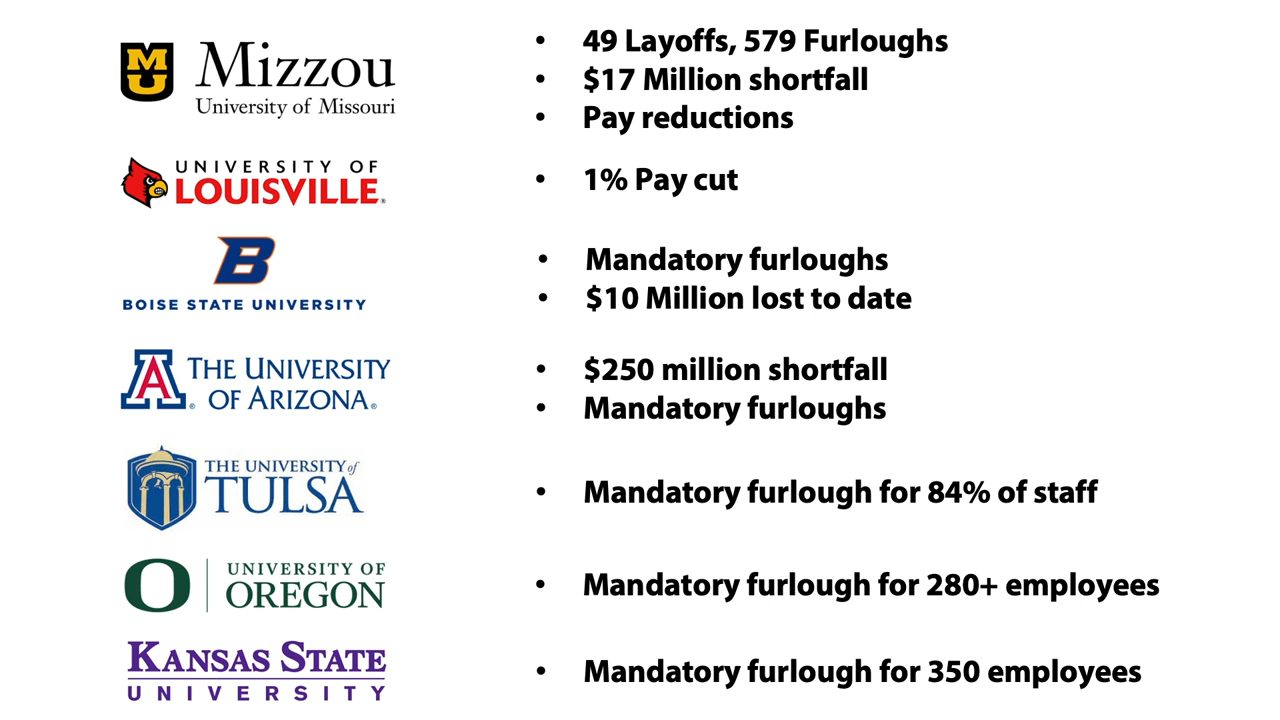 MU Mizzou
University of Missouri
• 49 Layoffs, 579 Furloughs
• $17 Million shortfall
• Pay reductions
UNIVERSITY OF
LOUISVILLE®
• 1% Pay cut
B
BOISE STATE UNIVERSITY
• Mandatory furloughs
• $10 Million lost to date
A® THE UNIVERSITY
OF ARIZONA®
• $250 million shortfall
• Mandatory furloughs
THE UNIVERSITY of
TULSA
• Mandatory furlough for 84% of staff
O UNIVERSITY OF
OREGON
• Mandatory furlough for 280+ employees
KANSAS STATE
UNIVERSITY
• Mandatory furlough for 350 employees